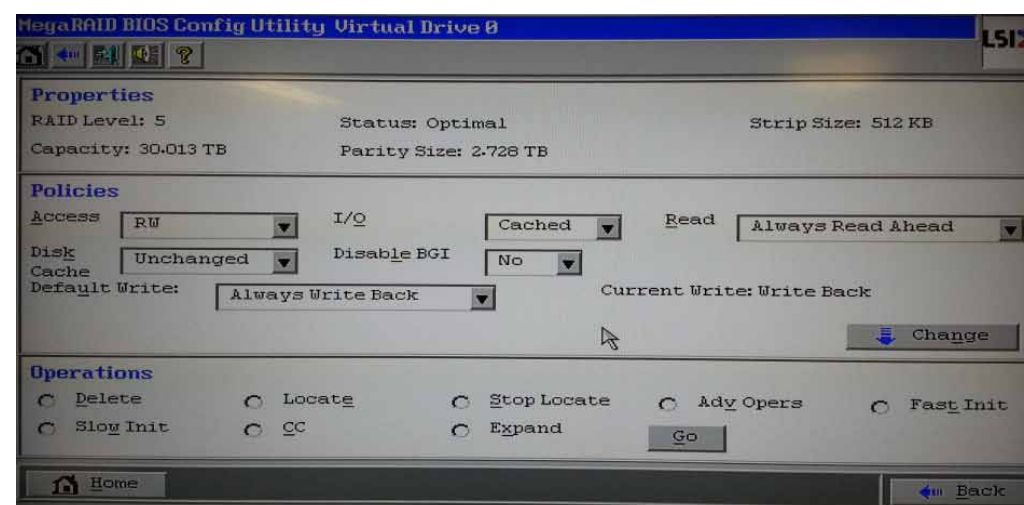 MegaRAID BIOS Config Utility Virtual Drive 0
LSI
?
Properties
RAID Level: 5 Status: Optimal Strip Size: 512 KB
Capacity: 30.013 TB Parity Size: 2.728 TB
Policies
Access RW I/O Cached Read Always Read Ahead
Disk Cache Unchanged Disable BGI No
Default Write: Always Write Back Current Write: Write Back
Change
Operations
Delete Locate Stop Locate Adv Opers Fast Init
Slow Init CC Expand Go
Home Back